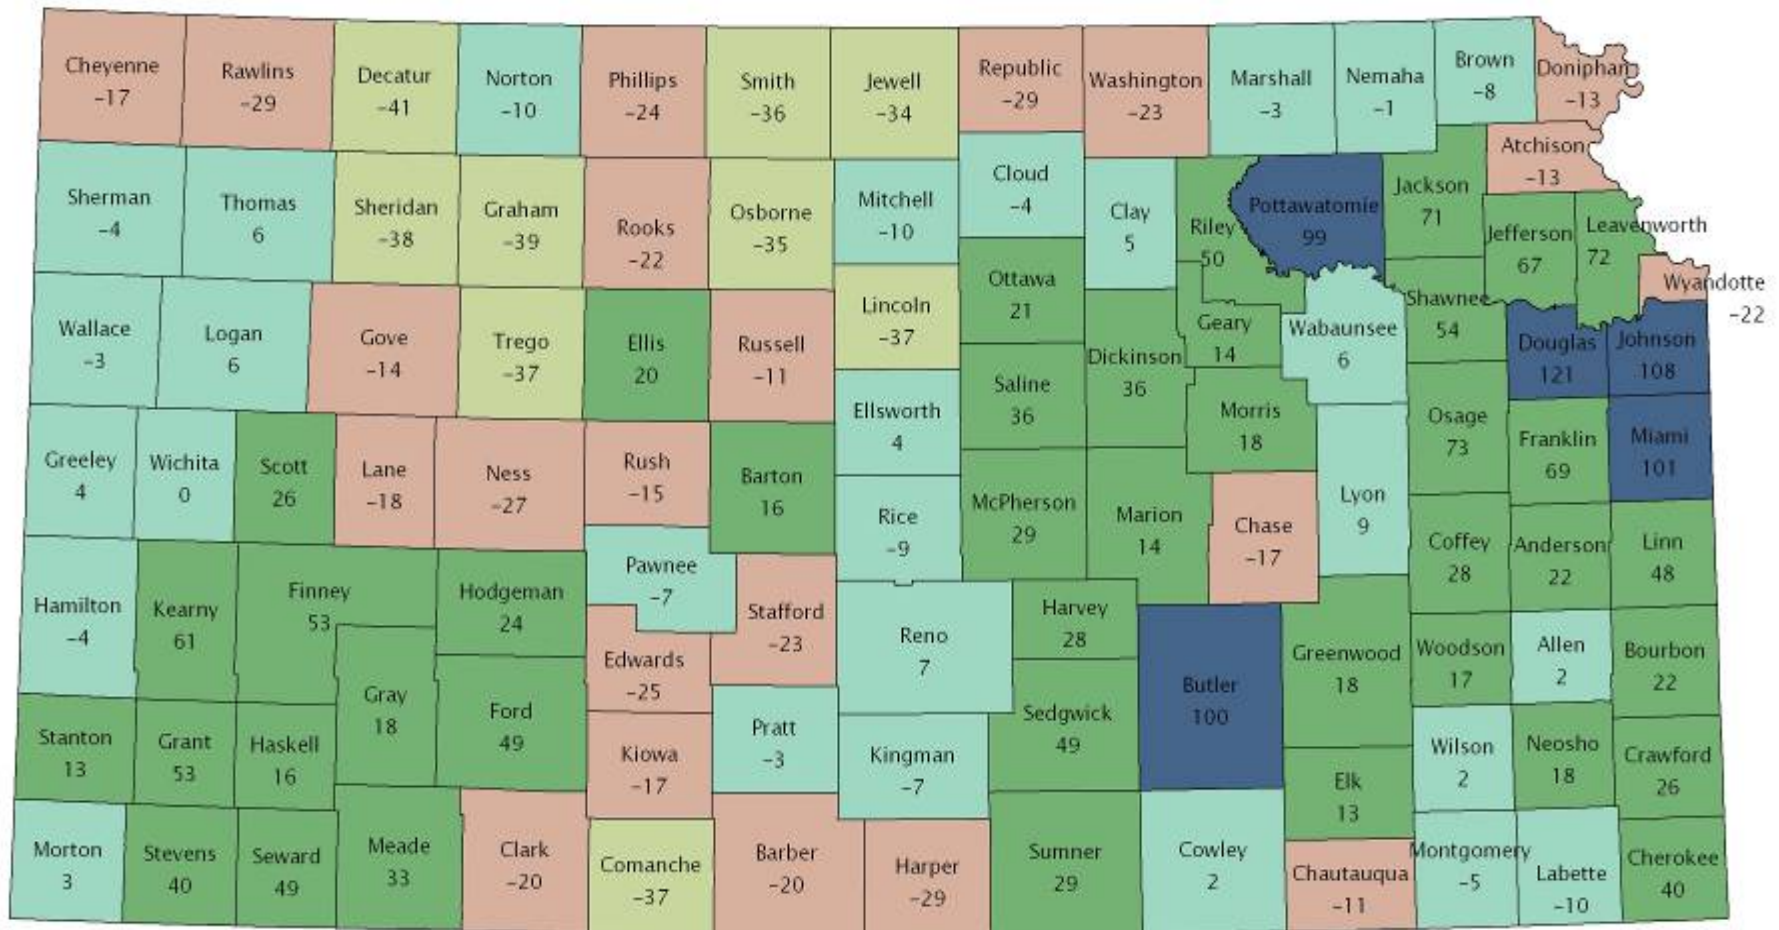 Cheyenne
-17
Rawlins
-29
Decatur
-41
Norton
-10
Phillips
-24
Smith
-36
Jewell
-34
Republic
-29
Washington
-23
Marshall
-3
Nemaha
-1
Brown
-8
Doniphan
-13
Atchison
-13
Sherman
-4
Thomas
6
Sheridan
-38
Graham
-39
Rooks
-22
Osborne
-35
Mitchell
-10
Cloud
-4
Clay
5
Riley
50
Pottawatomie
99
Jackson
71
Jefferson
67
Leavenworth
72
Wyandotte
-22
Wallace
-3
Logan
6
Gove
-14
Trego
-37
Ellis
20
Russell
-11
Lincoln
-37
Ottawa
21
Dickinson
36
Geary
14
Wabaunsee
6
Shawnee
54
Douglas
121
Johnson
108
Greeley
4
Wichita
0
Scott
26
Lane
-18
Ness
-27
Rush
-15
Barton
16
Ellsworth
4
Saline
36
Morris
18
Osage
73
Franklin
69
Miami
101
Rice
-9
McPherson
29
Marion
14
Chase
-17
Lyon
9
Coffey
28
Anderson
22
Linn
48
Hamilton
-4
Kearny
61
Finney
53
Hodgeman
24
Pawnee
-7
Stafford
-23
Edwards
-25
Reno
7
Harvey
28
Butler
100
Greenwood
18
Woodson
17
Allen
2
Bourbon
22
Stanton
13
Grant
53
Haskell
16
Gray
18
Ford
49
Kiowa
-17
Pratt
-3
Kingman
-7
Sedgwick
49
Elk
13
Wilson
2
Neosho
18
Crawford
26
Morton
3
Stevens
40
Seward
49
Meade
33
Clark
-20
Comanche
-37
Barber
-20
Harper
-29
Sumner
29
Cowley
2
Chautauqua
-11
Montgomery
-5
Labette
-10
Cherokee
40